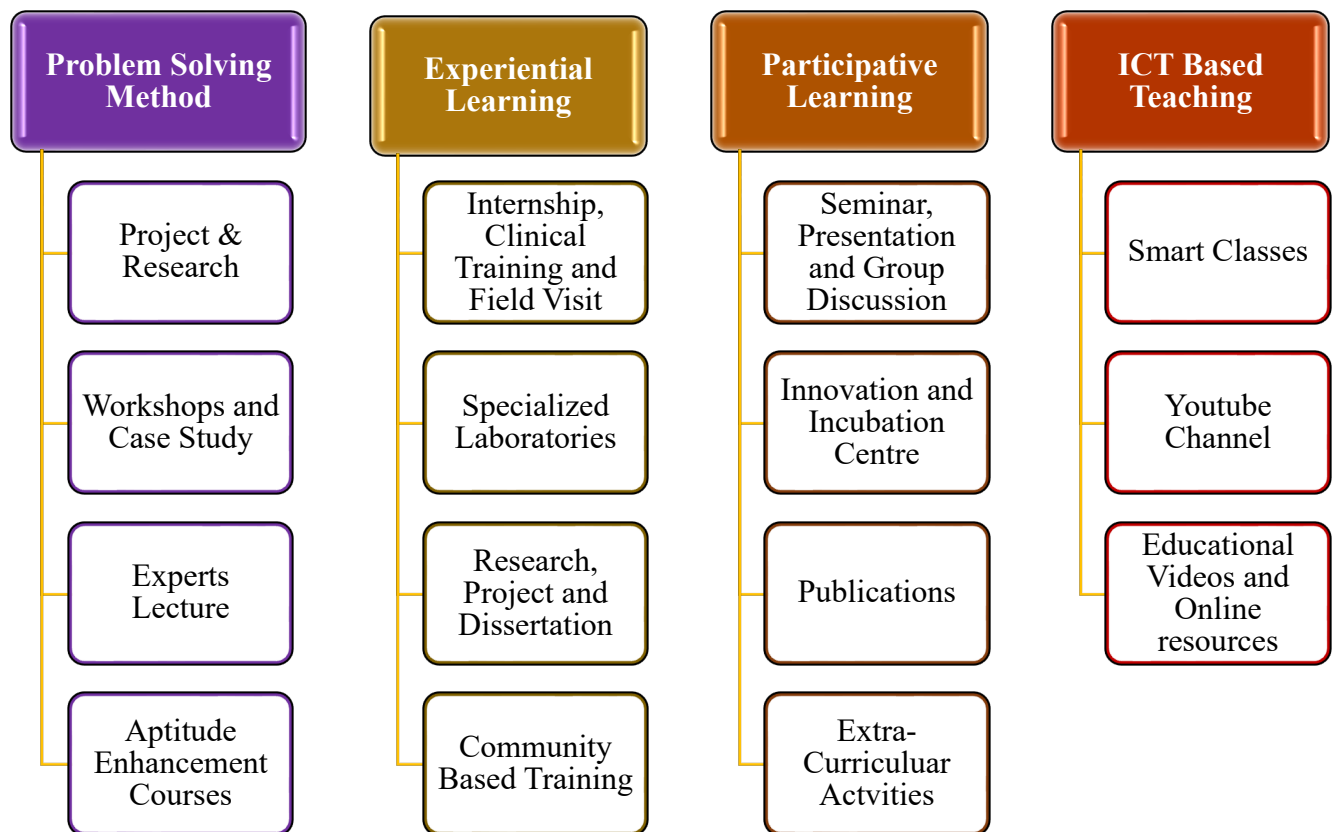 Problem Solving
Method
Project &
Research
Workshops and
Case Study
Experts
Lecture
Aptitude
Enhancement
Courses
Experiential
Learning
Internship,
Clinical
Training and
Field Visit
Specialized
Laboratories
Research,
Project and
Dissertation
Community
Based Training
Participative
Learning
Seminar,
Presentation
and Group
Discussion
Innovation and
Incubation
Centre
Publications
Extra-
Curriculuar
Actvities
ICT Based
Teaching
Smart Classes
Youtube
Channel
Educational
Videos and
Online
resources